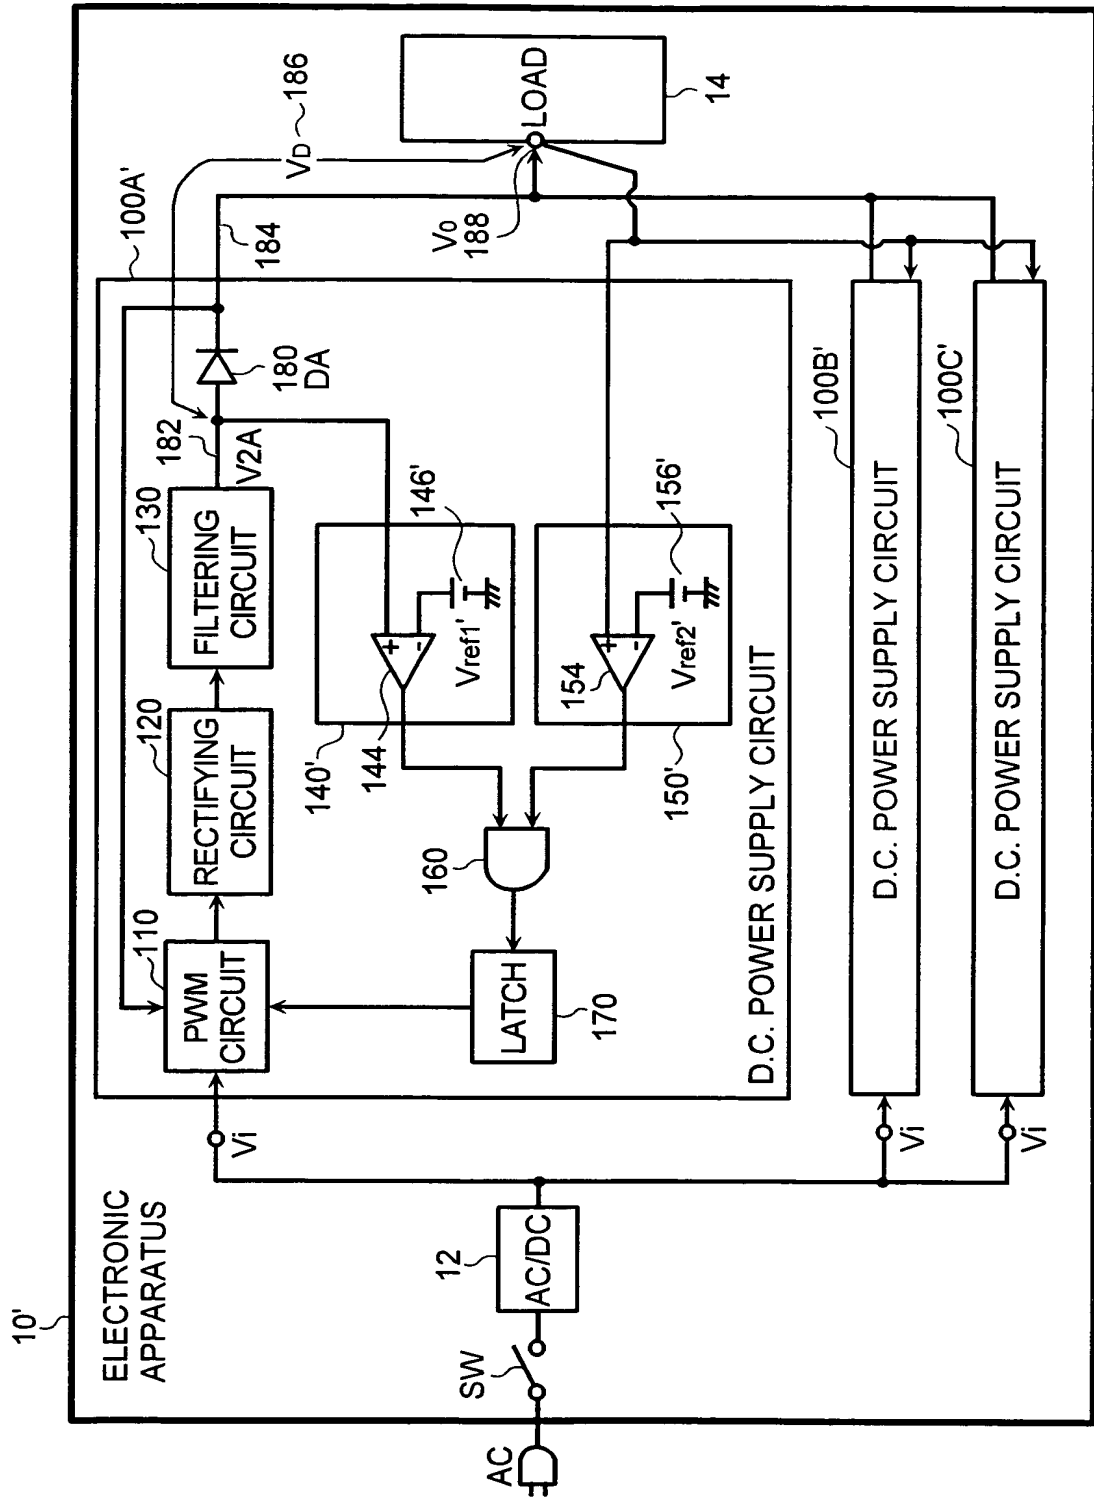 10'
ELECTRONIC
APPARATUS
AC
SW
12
AC/DC
Vi
Vi
Vi
100A'
110
PWM
CIRCUIT
120
RECTIFYING
CIRCUIT
130
FILTERING
CIRCUIT
182
V2A
180
DA
184
VD
186
V0
188
LOAD
14
140'
144
146'
Vref1'
+
-
150'
154
156'
Vref2'
+
-
160
LATCH
170
D.C. POWER SUPPLY CIRCUIT
100B'
D.C. POWER SUPPLY CIRCUIT
100C'
D.C. POWER SUPPLY CIRCUIT